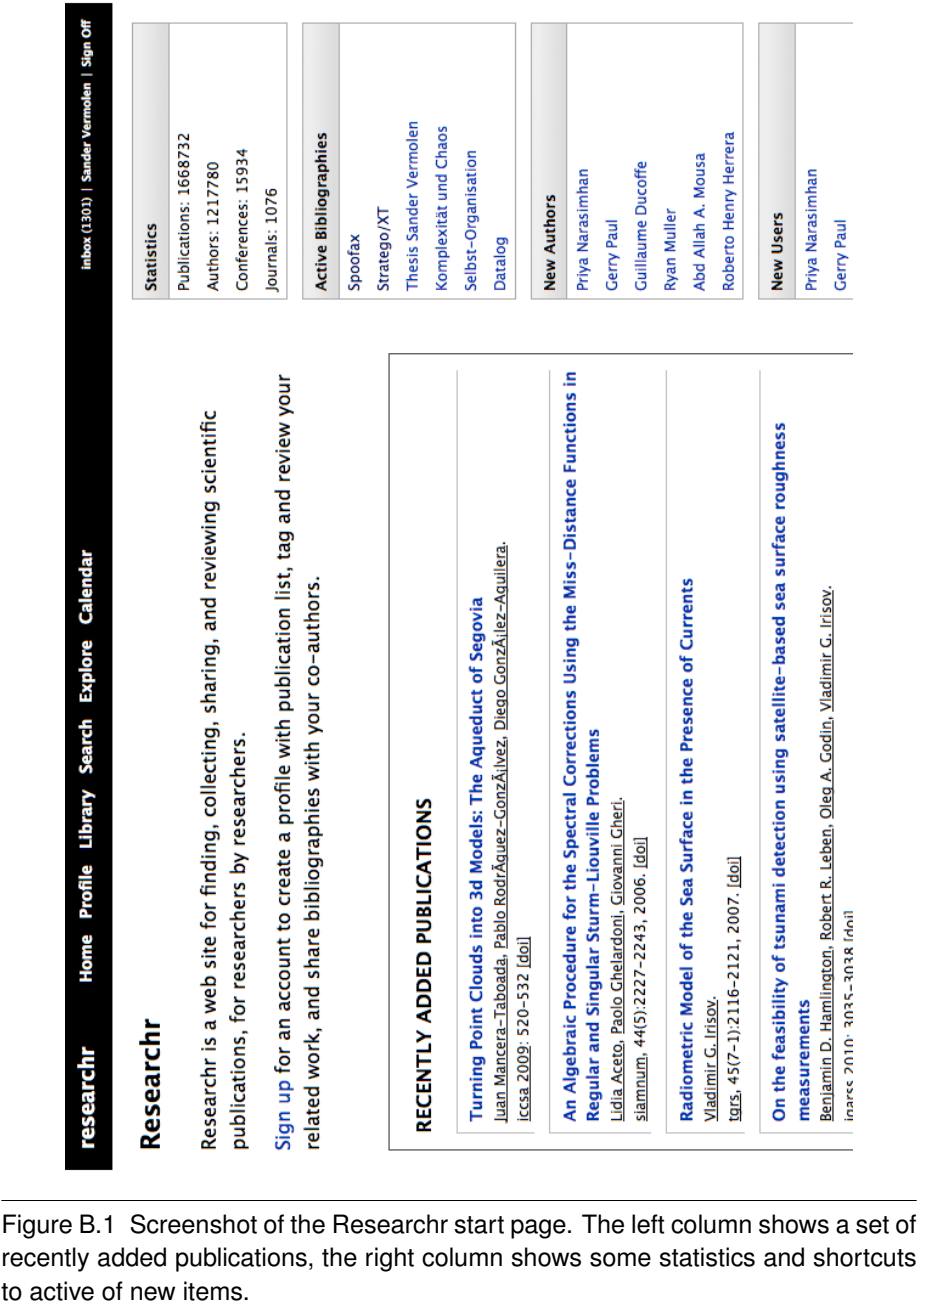 researchr Home Profile Library Search Explore Calendar inbox (1301) | Sander Vermolen | Sign Off
Researchr
Researchr is a web site for finding, collecting, sharing, and reviewing scientific
publications, for researchers by researchers.
Sign up for an account to create a profile with publication list, tag and review your
related work, and share bibliographies with your co-authors.
RECENTLY ADDED PUBLICATIONS
Turning Point Clouds into 3d Models: The Aqueduct of Segovia
Juan Mancera-Taboada, Pablo RodrÃguez-GonzÃ¡lvez, Diego GonzÃ¡lez-Aguilera.
iccsa 2009: 520-532 [doi]
An Algebraic Procedure for the Spectral Corrections Using the Miss-Distance Functions in
Regular and Singular Sturm-Liouville Problems
Lidia Aceto, Paolo Ghelardoni, Giovanni Gheri.
siamnum, 44(5):2227-2243, 2006. [doi]
Radiometric Model of the Sea Surface in the Presence of Currents
Vladimir G. Irisov.
tgrs, 45(7-1):2116-2121, 2007. [doi]
On the feasibility of tsunami detection using satellite-based sea surface roughness
measurements
Benjamin D. Hamlington, Robert R. Leben, Oleg A. Godin, Vladimir G. Irisov.
igarss 2010: 3035-3038 [doi]
Statistics
Publications: 1668732
Authors: 1217780
Conferences: 15934
Journals: 1076
Active Bibliographies
Spoofax
Stratego/XT
Thesis Sander Vermolen
Komplexität und Chaos
Selbst-Organisation
Datalog
New Authors
Priya Narasimhan
Gerry Paul
Guillaume Ducoffe
Ryan Muller
Abd Allah A. Mousa
Roberto Henry Herrera
New Users
Priya Narasimhan
Gerry Paul
Figure B.1 Screenshot of the Researchr start page. The left column shows a set of
recently added publications, the right column shows some statistics and shortcuts
to active of new items.